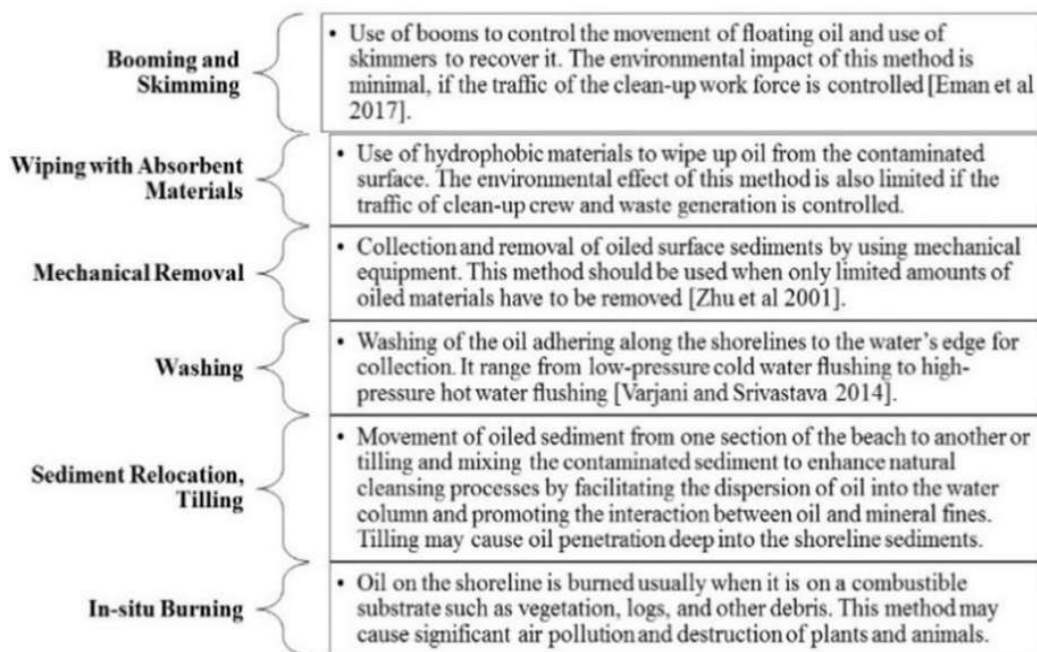 Booming and
Skimming
• Use of booms to control the movement of floating oil and use of
skimmers to recover it. The environmental impact of this method is
minimal, if the traffic of the clean-up work force is controlled [Eman et al
2017].
Wiping with Absorbent
Materials
• Use of hydrophobic materials to wipe up oil from the contaminated
surface. The environmental effect of this method is also limited if the
traffic of clean-up crew and waste generation is controlled.
Mechanical Removal
• Collection and removal of oiled surface sediments by using mechanical
equipment. This method should be used when only limited amounts of
oiled materials have to be removed [Zhu et al 2001].
Washing
• Washing of the oil adhering along the shorelines to the water's edge for
collection. It range from low-pressure cold water flushing to high-
pressure hot water flushing [Varjani and Srivastava 2014].
Sediment Relocation,
Tilling
• Movement of oiled sediment from one section of the beach to another or
tilling and mixing the contaminated sediment to enhance natural
cleansing processes by facilitating the dispersion of oil into the water
column and promoting the interaction between oil and mineral fines.
Tilling may cause oil penetration deep into the shoreline sediments.
In-situ Burning
• Oil on the shoreline is burned usually when it is on a combustible
substrate such as vegetation, logs, and other debris. This method may
cause significant air pollution and destruction of plants and animals.